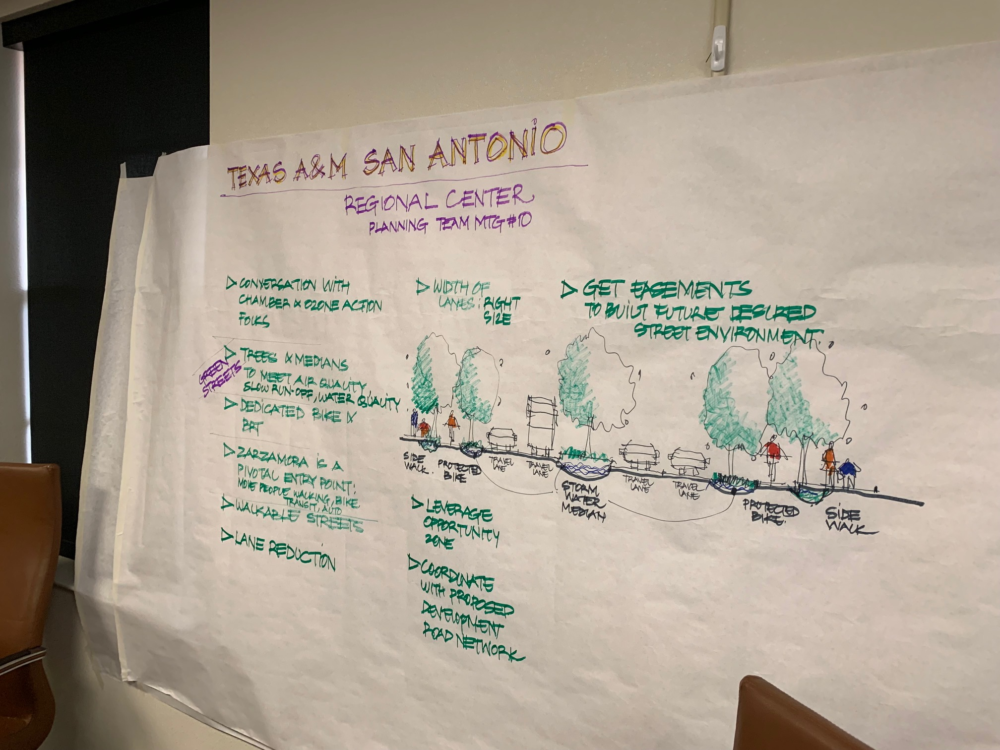 TEXAS A&M SAN ANTONIO
REGIONAL CENTER
PLANNING TEAM MTG #10
▷ CONVERSATION WITH
CHAMBER & OZONE ACTION
FOLKS
GREEN
STREETS
▷ TREES & MEDIANS
TO MEET AIR QUALITY,
SLOW RUN-OFF, WATER QUALITY
▷ DEDICATED BIKE &
BRT
▷ ZARZAMORA IS A
PIVOTAL ENTRY POINT:
MOVE PEOPLE WALKING, BIKE,
TRANSIT, AUTO
▷ WALKABLE STREETS
▷ LANE REDUCTION
▷ WIDTH OF
LANES: RIGHT
SIZE
▷ GET EASEMENTS
TO BUILT FUTURE DESIRED
STREET ENVIRONMENT.
SIDE
WALK.
PROTECTED
BIKE
TRAVEL
LANE
TRAVEL
LANE
STORM
WATER
MEDIAN
TRAVEL
LANE
TRAVEL
LANE
PROTECTED
BIKE.
SIDE
WALK
▷ LEVERAGE
OPPORTUNITY
ZONE
▷ COORDINATE
WITH PROPOSED
DEVELOPMENT
ROAD NETWORK